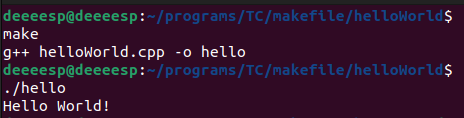 deeeesp@deeeesp:~/programs/TC/makefile/helloWorld$
make
g++ helloWorld.cpp -o hello
deeeesp@deeeesp:~/programs/TC/makefile/helloWorld$
./hello
Hello World!